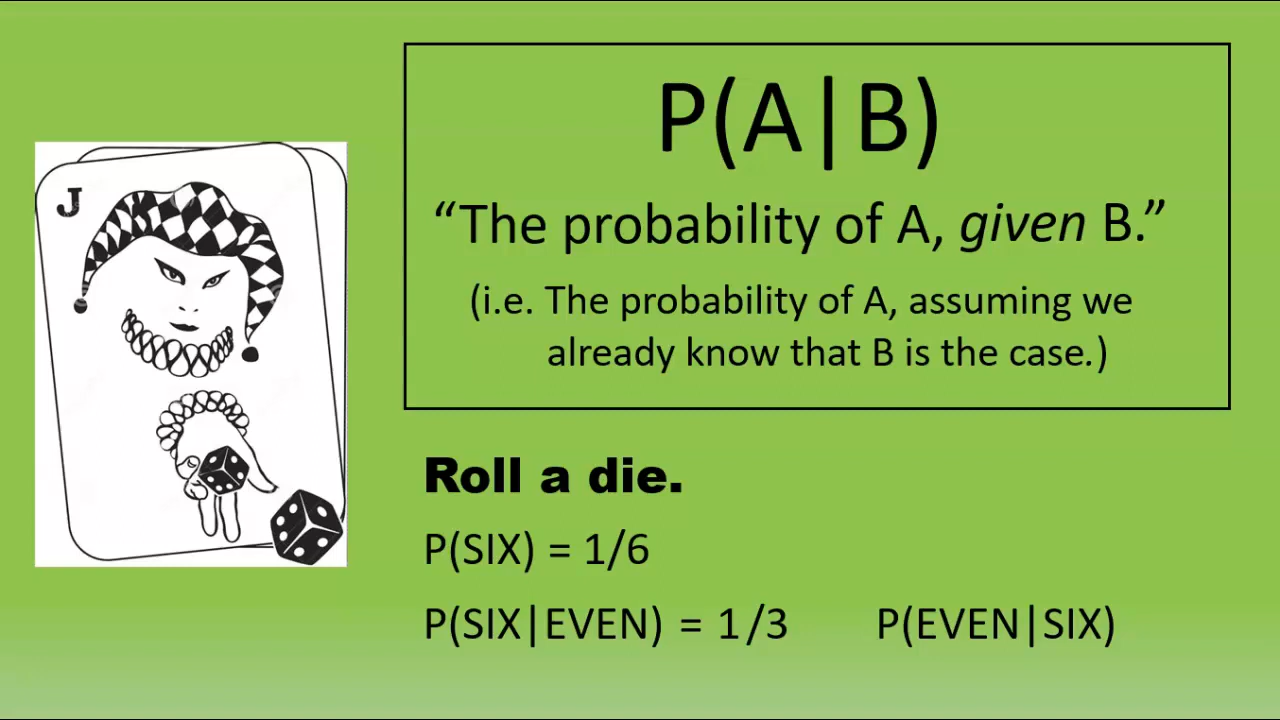 J
P(A|B)
“The probability of A, given B.”
(i.e. The probability of A, assuming we
already know that B is the case.)
Roll a die.
P(SIX) = 1/6
P(SIX|EVEN) = 1/3 P(EVEN|SIX)